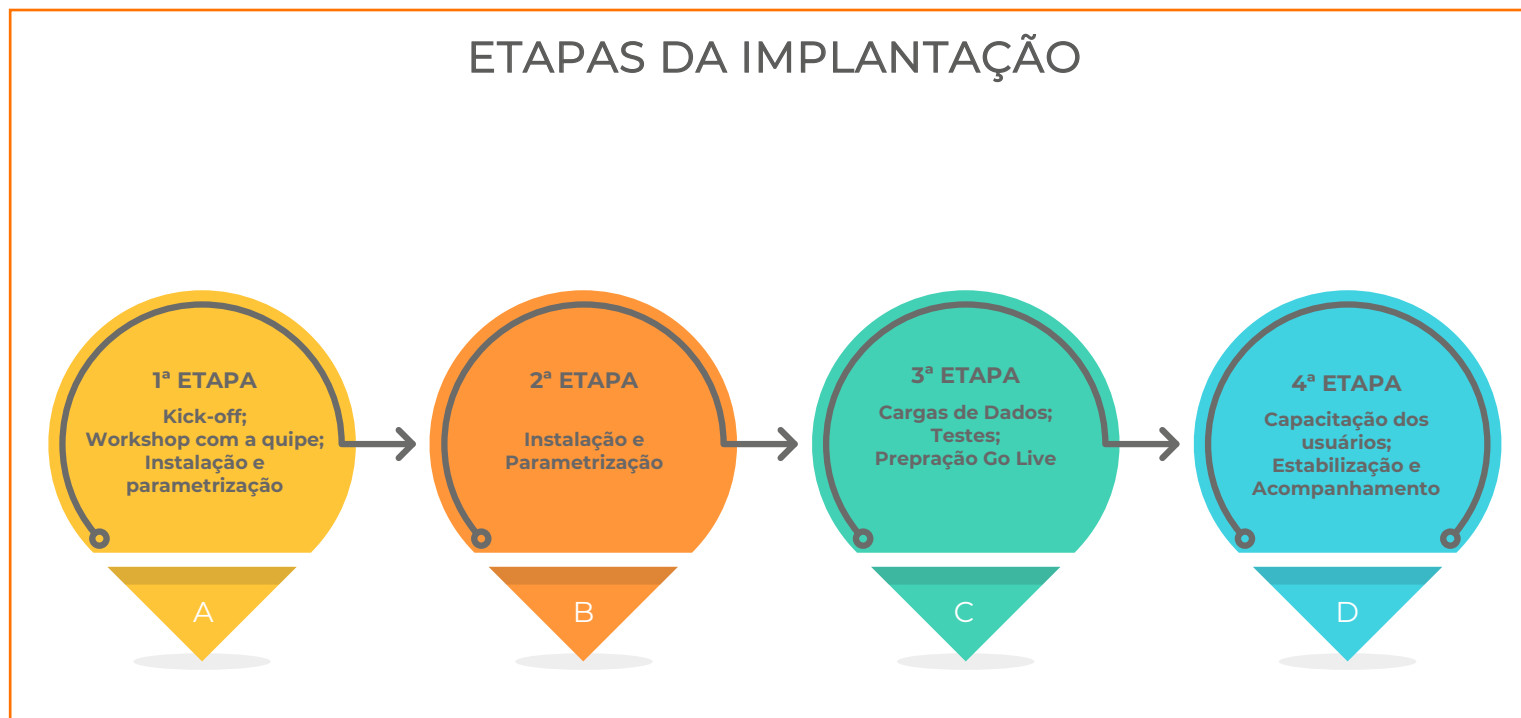 ETAPAS DA IMPLANTAÇÃO
1ª ETAPA
Kick-off;
Workshop com a quipe;
Instalação e
parametrização
A
2ª ETAPA
Instalação e
Parametrização
B
3ª ETAPA
Cargas de Dados;
Testes;
Prepração Go Live
C
4ª ETAPA
Capacitação dos
usuários;
Estabilização e
Acompanhamento
D